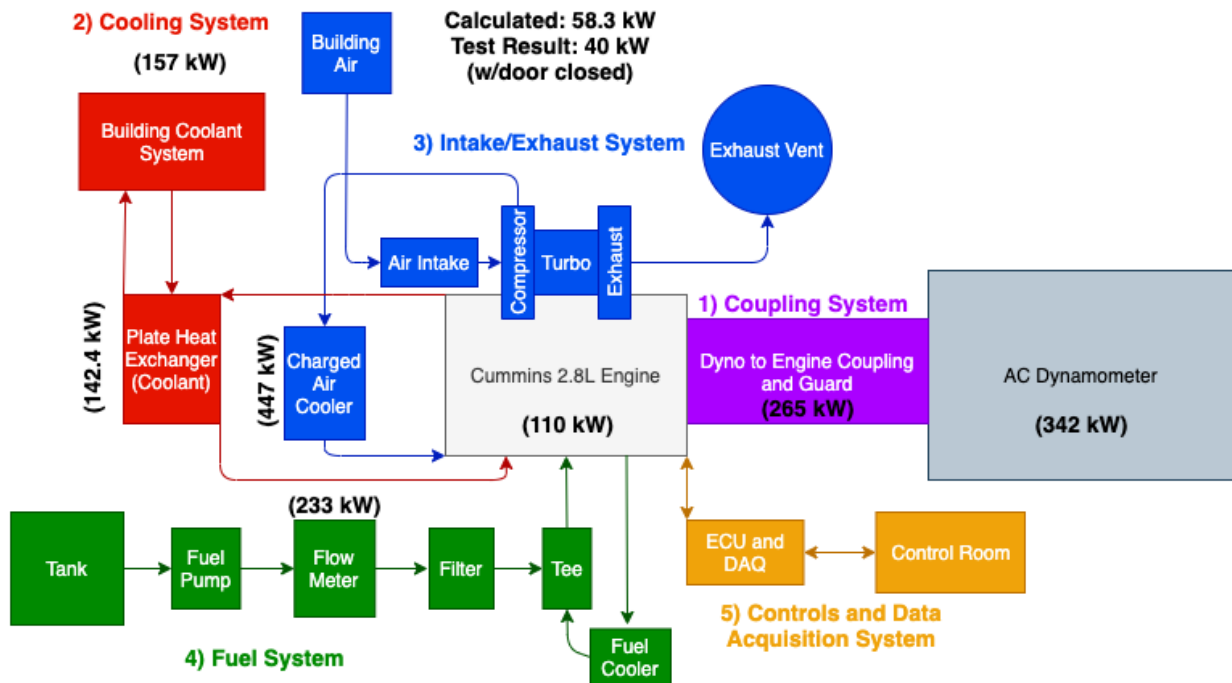 2) Cooling System
(157 kW)
Building Coolant
System
Building
Air
Calculated: 58.3 kW
Test Result: 40 kW
(w/door closed)
3) Intake/Exhaust System
Exhaust Vent
Air Intake
Compressor
Turbo
Exhaust
(142.4 kW)
Plate Heat
Exchanger
(Coolant)
(447 kW)
Charged
Air
Cooler
Cummins 2.8L Engine
(110 kW)
1) Coupling System
Dyno to Engine Coupling
and Guard
(265 kW)
AC Dynamometer
(342 kW)
(233 kW)
Tank
Fuel
Pump
Flow
Meter
Filter
Tee
Fuel
Cooler
4) Fuel System
ECU and
DAQ
Control Room
5) Controls and Data
Acquisition System